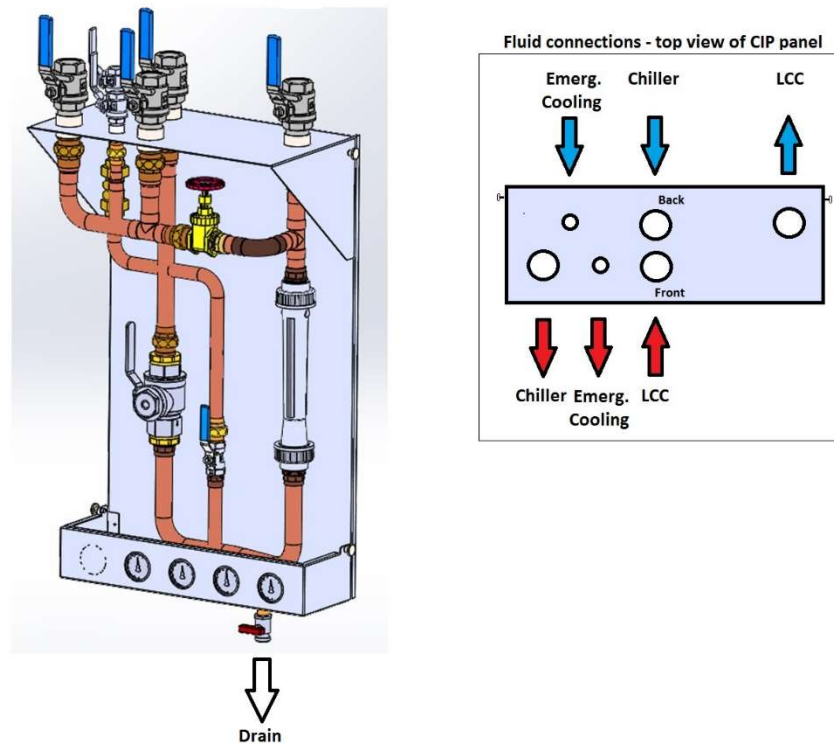 Fluid connections - top view of CIP panel
Emerg.
Cooling
Chiller
LCC
Back
Front
Chiller
Emerg.
Cooling
LCC
Drain